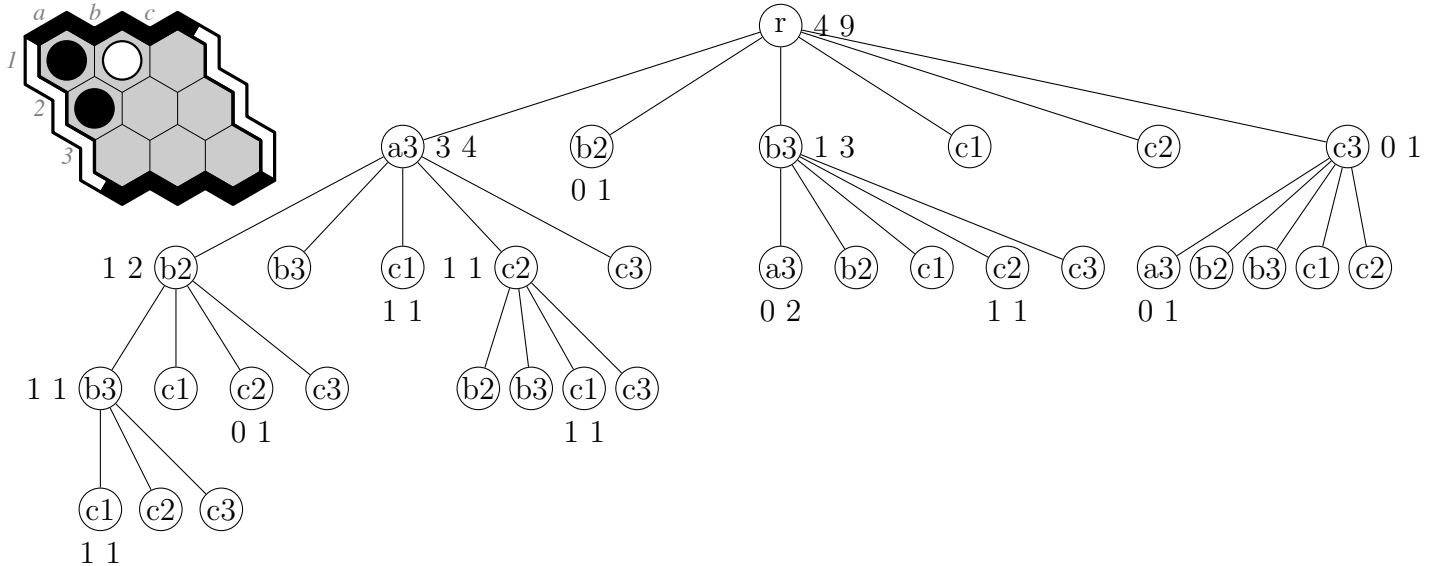 a b c
r 4 9
1
2
3
a3 3 4 b2 b3 1 3 c1 c2 c3 0 1
0 1
1 2 b2 b3 c1 1 1 c2 c3 a3 b2 c1 c2 c3 a3 b2 b3 c1 c2
1 1 0 2 1 1 0 1
1 1 b3 c1 c2 c3 b2 b3 c1 c3
0 1 1 1
c1 c2 c3
1 1